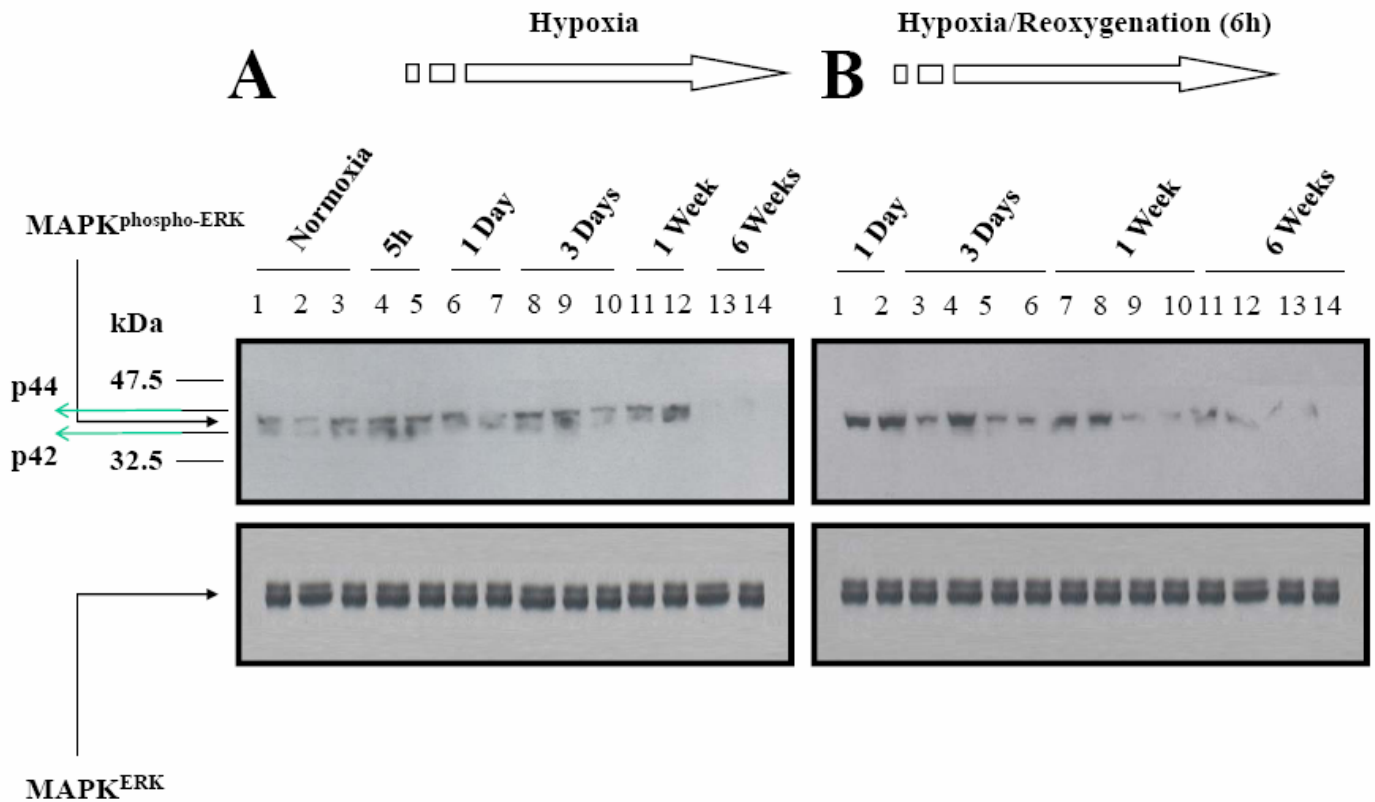 Hypoxia
Hypoxia/Reoxygenation (6h)
A
B
Normoxia
5h
1 Day
3 Days
1 Week
6 Weeks
1 Day
3 Days
1 Week
6 Weeks
MAPKphospho-ERK
1 2 3 4 5 6 7 8 9 10 11 12 13 14
1 2 3 4 5 6 7 8 9 10 11 12 13 14
kDa
p44
47.5
p42
32.5
MAPKERK